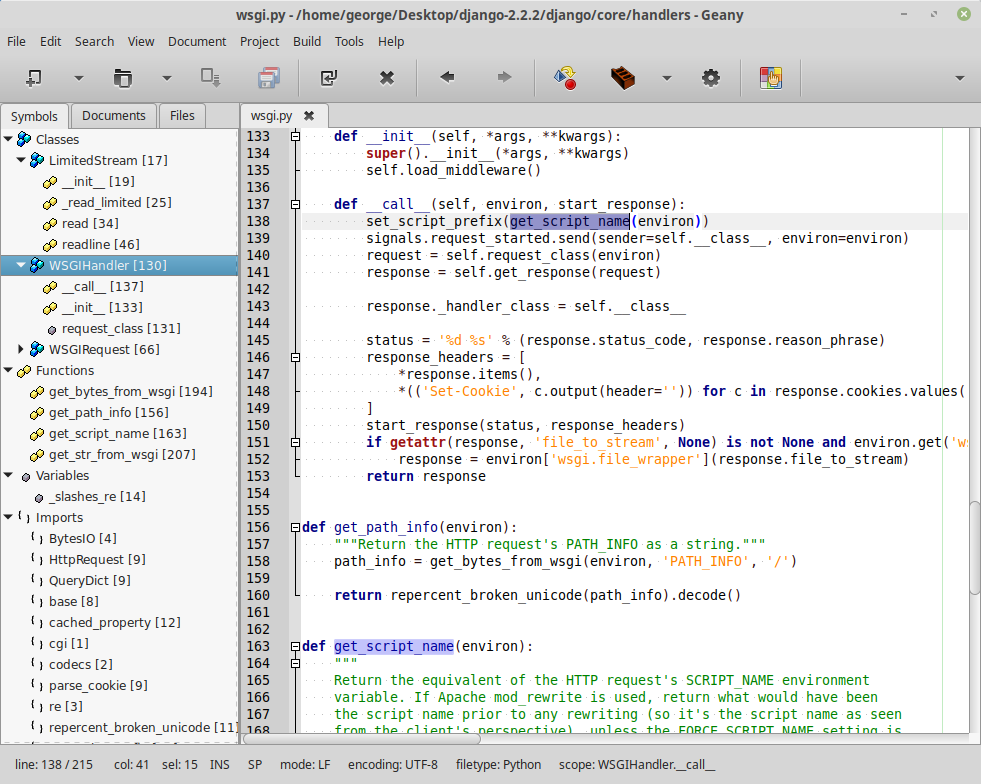 wsgi.py - /home/george/Desktop/django-2.2.2/django/core/handlers - Geany
File Edit Search View Document Project Build Tools Help
Symbols Documents Files
Classes
LimitedStream [17]
__init__ [19]
_read_limited [25]
read [34]
readline [46]
WSGIHandler [130]
__call__ [137]
__init__ [133]
request_class [131]
WSGIRequest [66]
Functions
get_bytes_from_wsgi [194]
get_path_info [156]
get_script_name [163]
get_str_from_wsgi [207]
Variables
_slashes_re [14]
Imports
BytesIO [4]
HttpRequest [9]
QueryDict [9]
base [8]
cached_property [12]
cgi [1]
codecs [2]
parse_cookie [9]
re [3]
repercent_broken_unicode [11]
wsgi.py
133 def __init__(self, *args, **kwargs):
134 super().__init__(*args, **kwargs)
135 self.load_middleware()
136
137 def __call__(self, environ, start_response):
138 set_script_prefix(get_script_name(environ))
139 signals.request_started.send(sender=self.__class__, environ=environ)
140 request = self.request_class(environ)
141 response = self.get_response(request)
142
143 response._handler_class = self.__class__
144
145 status = '%d %s' % (response.status_code, response.reason_phrase)
146 response_headers = [
147 *response.items(),
148 *(('Set-Cookie', c.output(header='')) for c in response.cookies.values(
149 ]
150 start_response(status, response_headers)
151 if getattr(response, 'file_to_stream', None) is not None and environ.get('w
152 response = environ['wsgi.file_wrapper'](response.file_to_stream)
153 return response
154
155
156 def get_path_info(environ):
157 """Return the HTTP request's PATH_INFO as a string."""
158 path_info = get_bytes_from_wsgi(environ, 'PATH_INFO', '/')
159
160 return repercent_broken_unicode(path_info).decode()
161
162
163 def get_script_name(environ):
164 """
165 Return the equivalent of the HTTP request's SCRIPT_NAME environment
166 variable. If Apache mod_rewrite is used, return what would have been
167 the script name prior to any rewriting (so it's the script name as seen
168 from the client's perspective), unless the FORCE_SCRIPT_NAME setting is
line: 138 / 215 col: 41 sel: 15 INS SP mode: LF encoding: UTF-8 filetype: Python scope: WSGIHandler.__call__